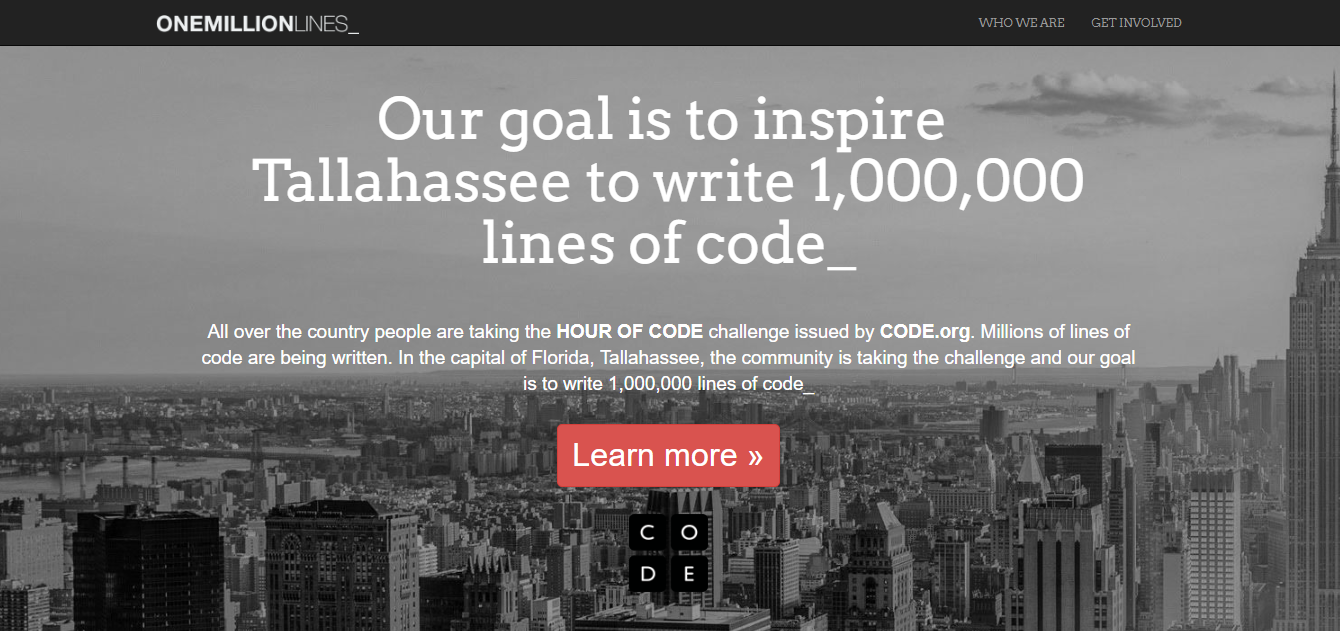 ONEMILLIONLINES_
WHO WE ARE
GET INVOLVED
Our goal is to inspire
Tallahassee to write 1,000,000
lines of code_
All over the country people are taking the HOUR OF CODE challenge issued by CODE.org. Millions of lines of
code are being written. In the capital of Florida, Tallahassee, the community is taking the challenge and our goal
is to write 1,000,000 lines of code_
Learn more »
C O
D E